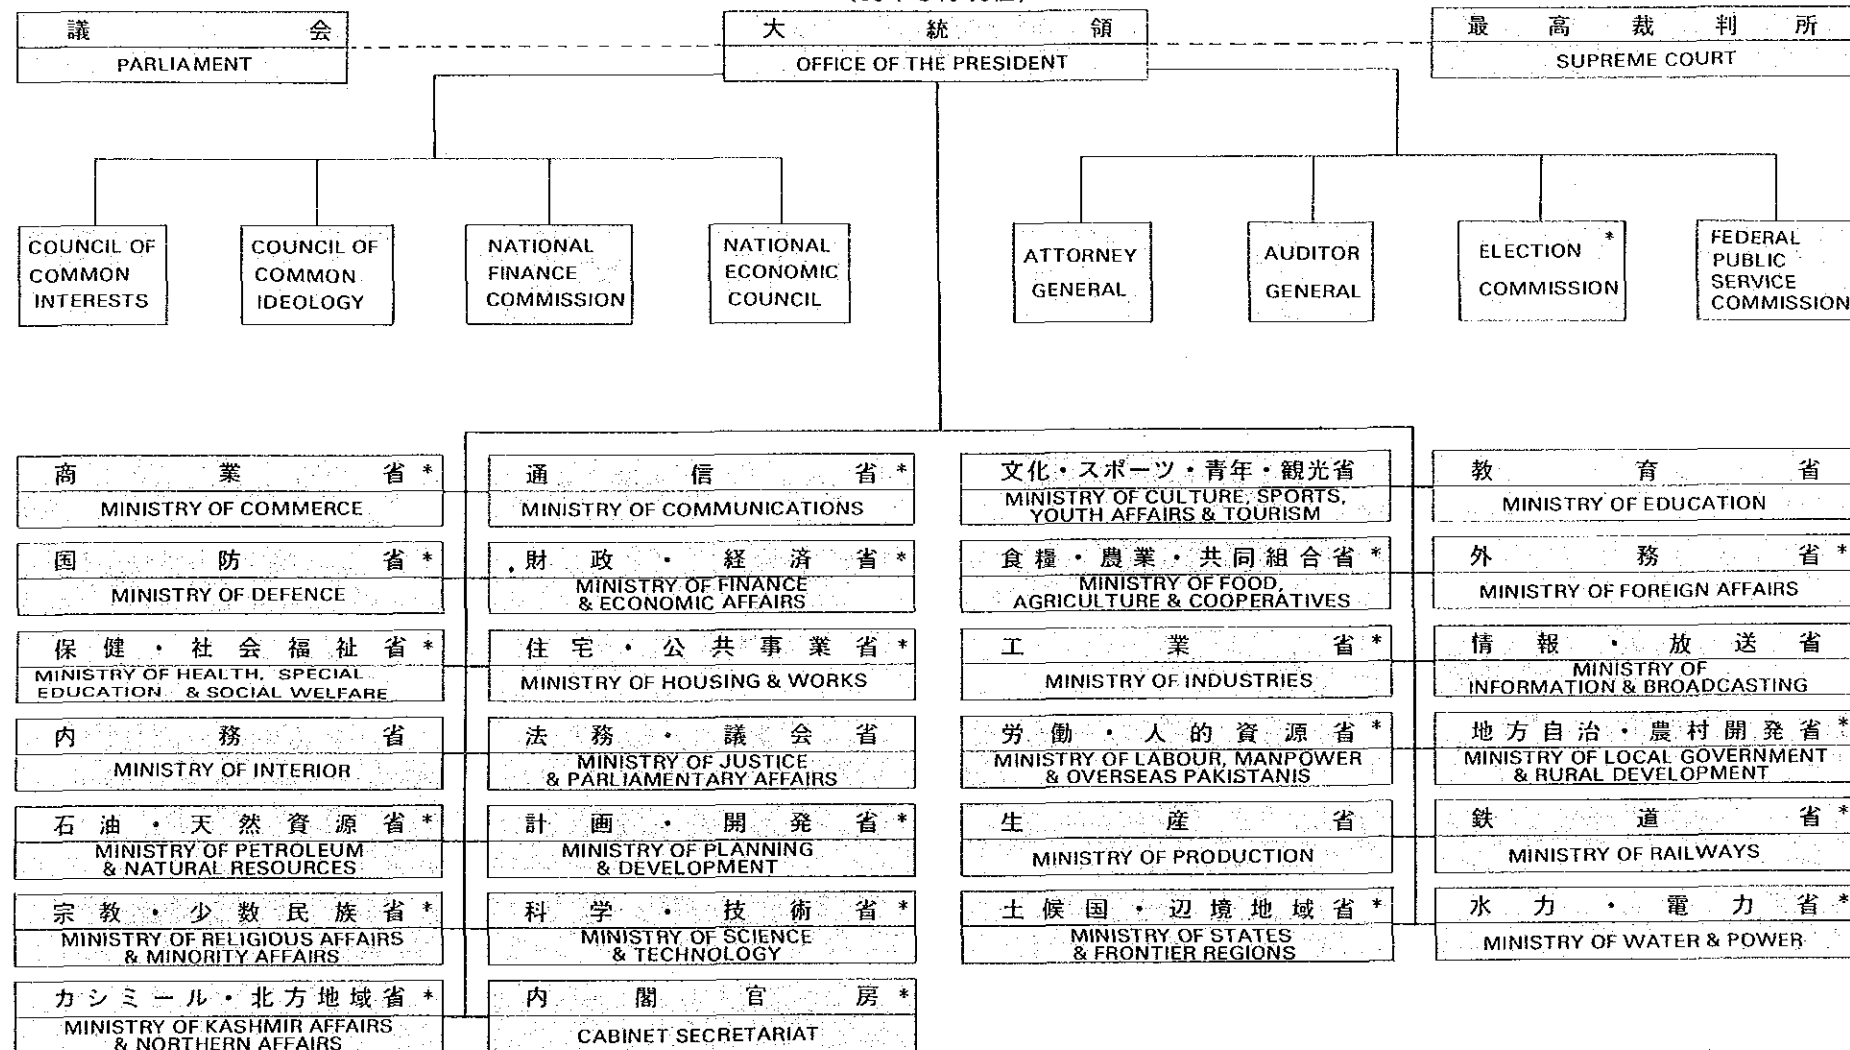 議会
PARLIAMENT
大統領
OFFICE OF THE PRESIDENT
最高裁判所
SUPREME COURT
COUNCIL OF
COMMON
INTERESTS
COUNCIL OF
COMMON
IDEOLOGY
NATIONAL
FINANCE
COMMISSION
NATIONAL
ECONOMIC
COUNCIL
ATTORNEY
GENERAL
AUDITOR
GENERAL
ELECTION *
COMMISSION
FEDERAL
PUBLIC
SERVICE
COMMISSION
商業省*
MINISTRY OF COMMERCE
通信省*
MINISTRY OF COMMUNICATIONS
文化・スポーツ・青年・観光省
MINISTRY OF CULTURE, SPORTS,
YOUTH AFFAIRS & TOURISM
教育省
MINISTRY OF EDUCATION
国防省*
MINISTRY OF DEFENCE
財政・経済省*
MINISTRY OF FINANCE
& ECONOMIC AFFAIRS
食糧・農業・共同組合省*
MINISTRY OF FOOD,
AGRICULTURE & COOPERATIVES
外務省*
MINISTRY OF FOREIGN AFFAIRS
保健・社会福祉省*
MINISTRY OF HEALTH, SPECIAL
EDUCATION & SOCIAL WELFARE
住宅・公共事業省*
MINISTRY OF HOUSING & WORKS
工業省*
MINISTRY OF INDUSTRIES
情報・放送省
MINISTRY OF
INFORMATION & BROADCASTING
内務省
MINISTRY OF INTERIOR
法務・議会省
MINISTRY OF JUSTICE
& PARLIAMENTARY AFFAIRS
労働・人的資源省*
MINISTRY OF LABOUR, MANPOWER
& OVERSEAS PAKISTANIS
地方自治・農村開発省*
MINISTRY OF LOCAL GOVERNMENT
& RURAL DEVELOPMENT
石油・天然資源省*
MINISTRY OF PETROLEUM
& NATURAL RESOURCES
計画・開発省*
MINISTRY OF PLANNING
& DEVELOPMENT
生産省
MINISTRY OF PRODUCTION
鉄道省*
MINISTRY OF RAILWAYS
宗教・少数民族省*
MINISTRY OF RELIGIOUS AFFAIRS
& MINORITY AFFAIRS
科学・技術省*
MINISTRY OF SCIENCE
& TECHNOLOGY
土候国・辺境地域省*
MINISTRY OF STATES
& FRONTIER REGIONS
水力・電力省*
MINISTRY OF WATER & POWER
カシミール・北方地域省*
MINISTRY OF KASHMIR AFFAIRS
& NORTHERN AFFAIRS
内閣官房*
CABINET SECRETARIAT